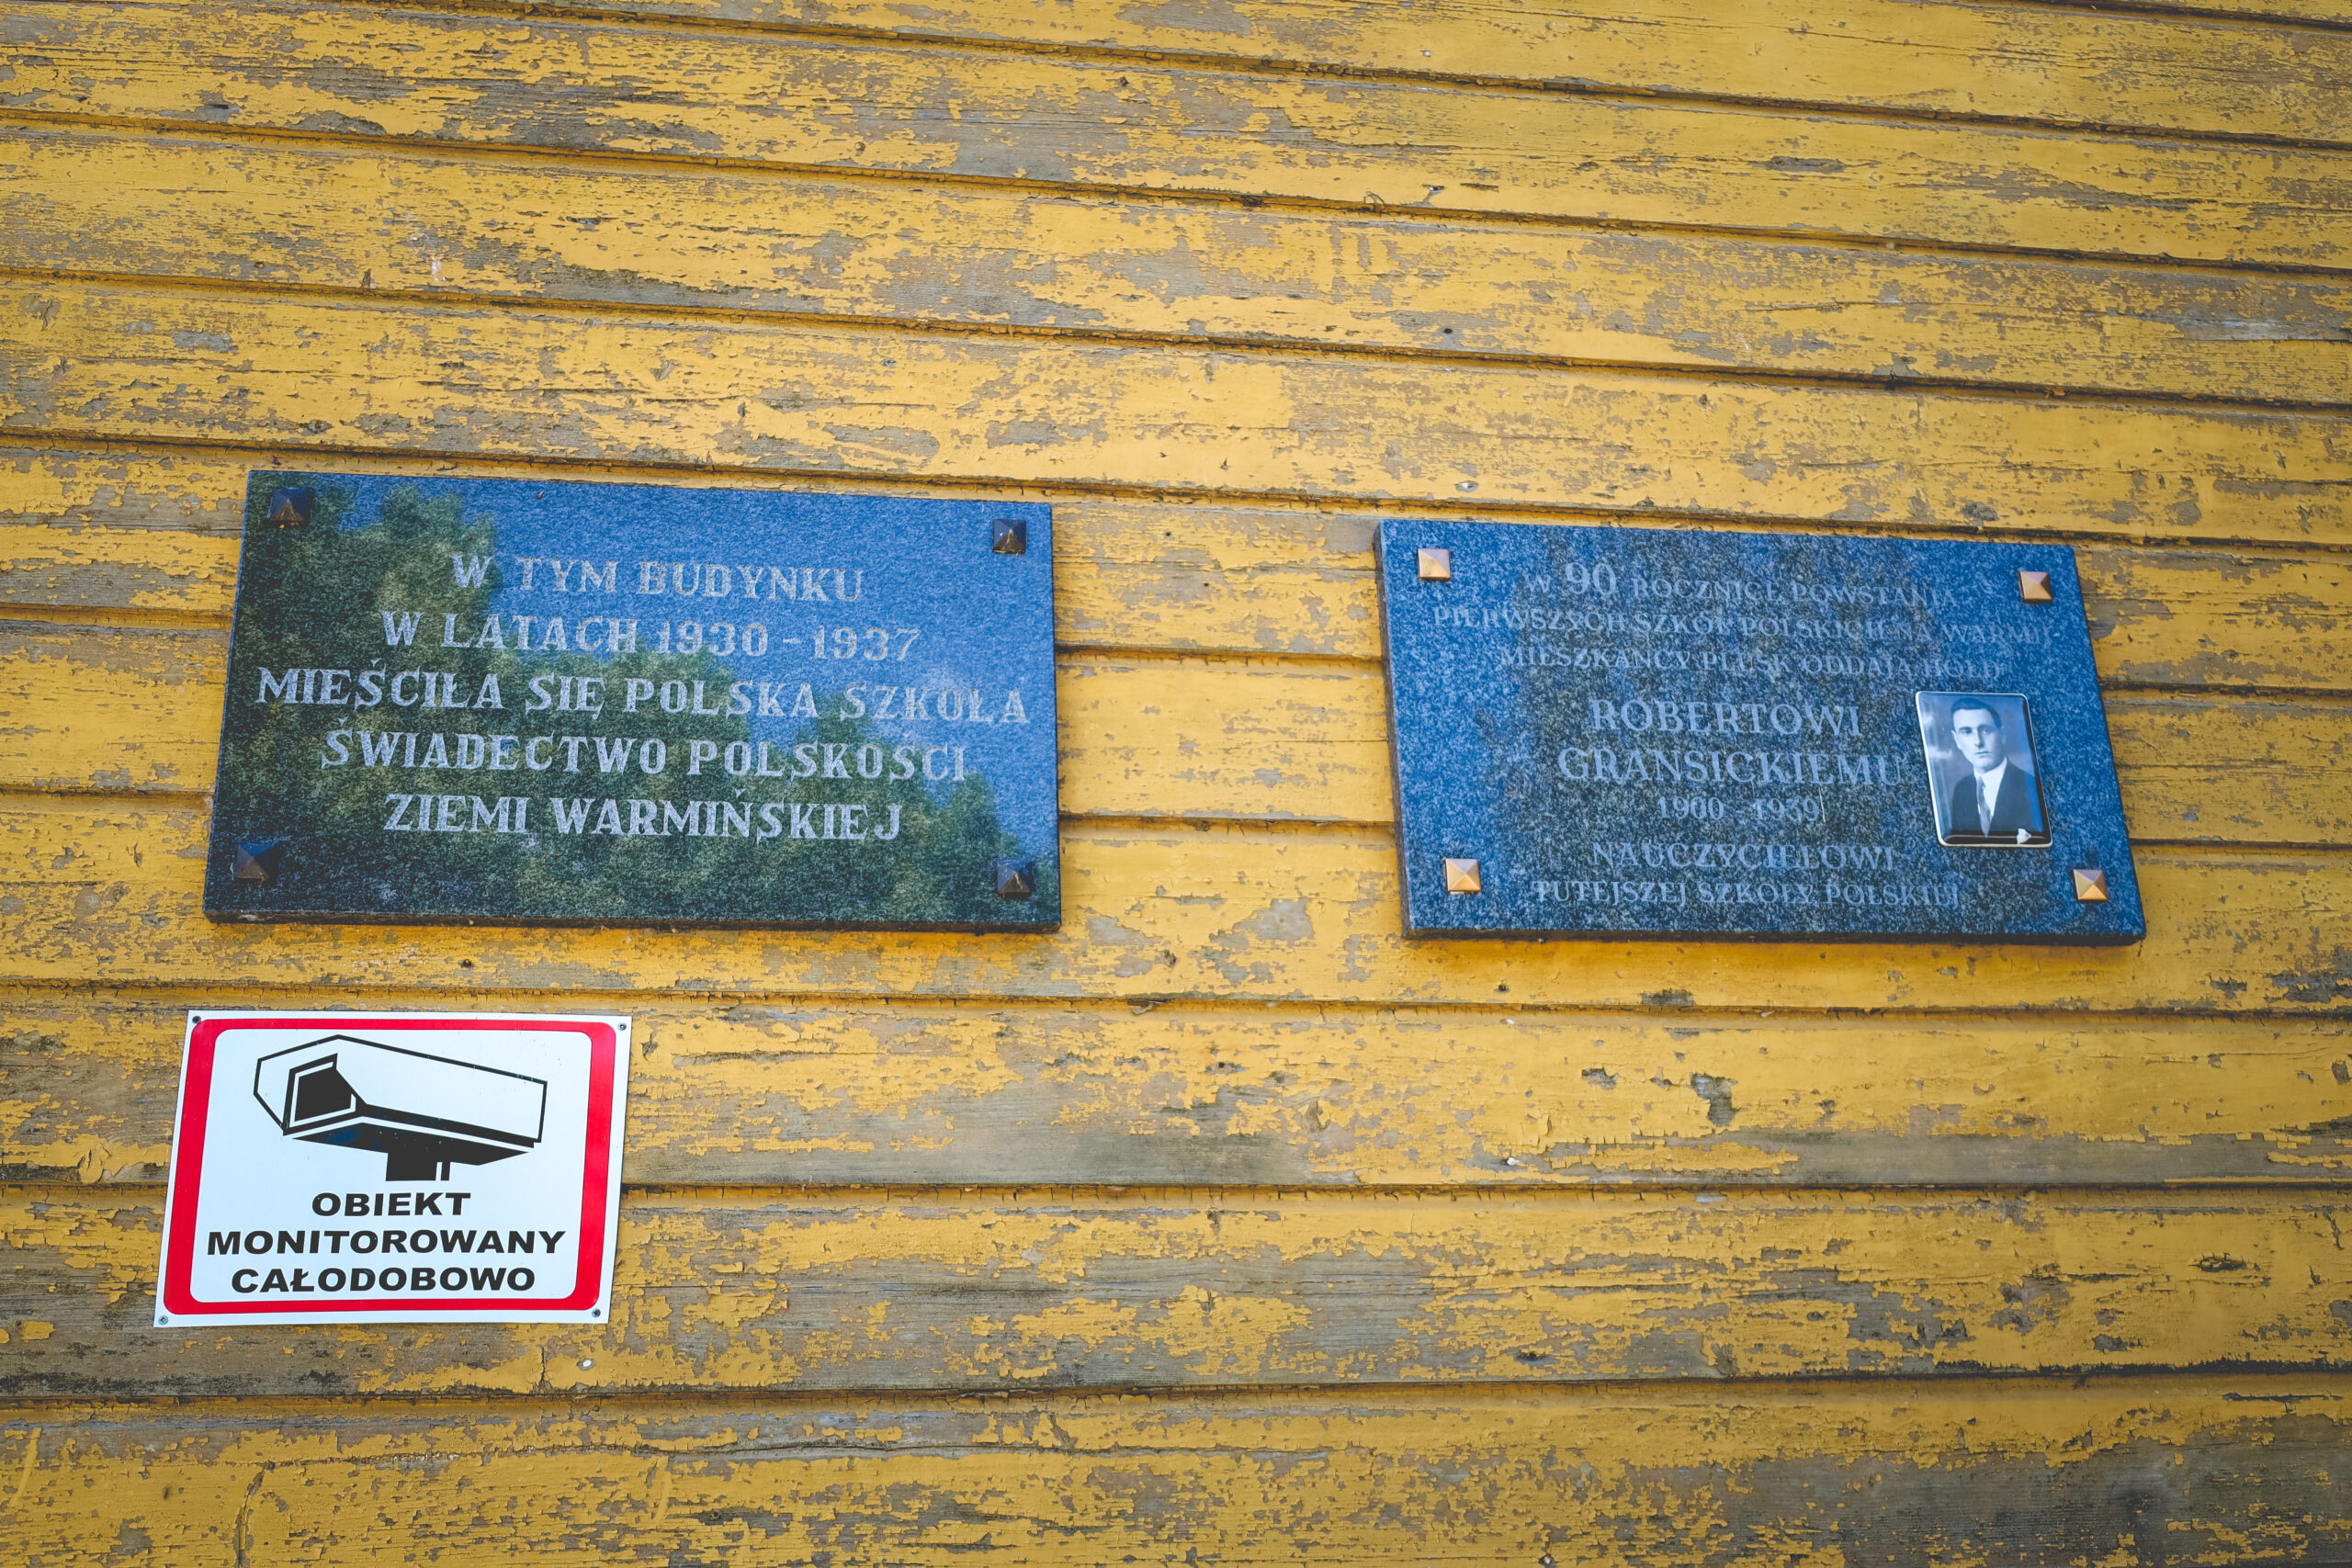 W TYM BUDYNKU
W LATACH 1930 - 1937
MIEŚCIŁA SIĘ POLSKA SZKOŁA
ŚWIADECTWO POLSKOŚCI
ZIEMI WARMIŃSKIEJ
W 90 ROCZNICĘ POWSTANIA
PIERWSZYCH SZKÓŁ POLSKICH NA WARMII
MIESZKAŃCY PLUSK ODDAJĄ HOŁD
ROBERTOWI
GRANSICKIEMU
1900 - 1939
NAUCZYCIELOWI
TUTEJSZEJ SZKOŁY POLSKIEJ
OBIEKT
MONITOROWANY
CAŁODOBOWO